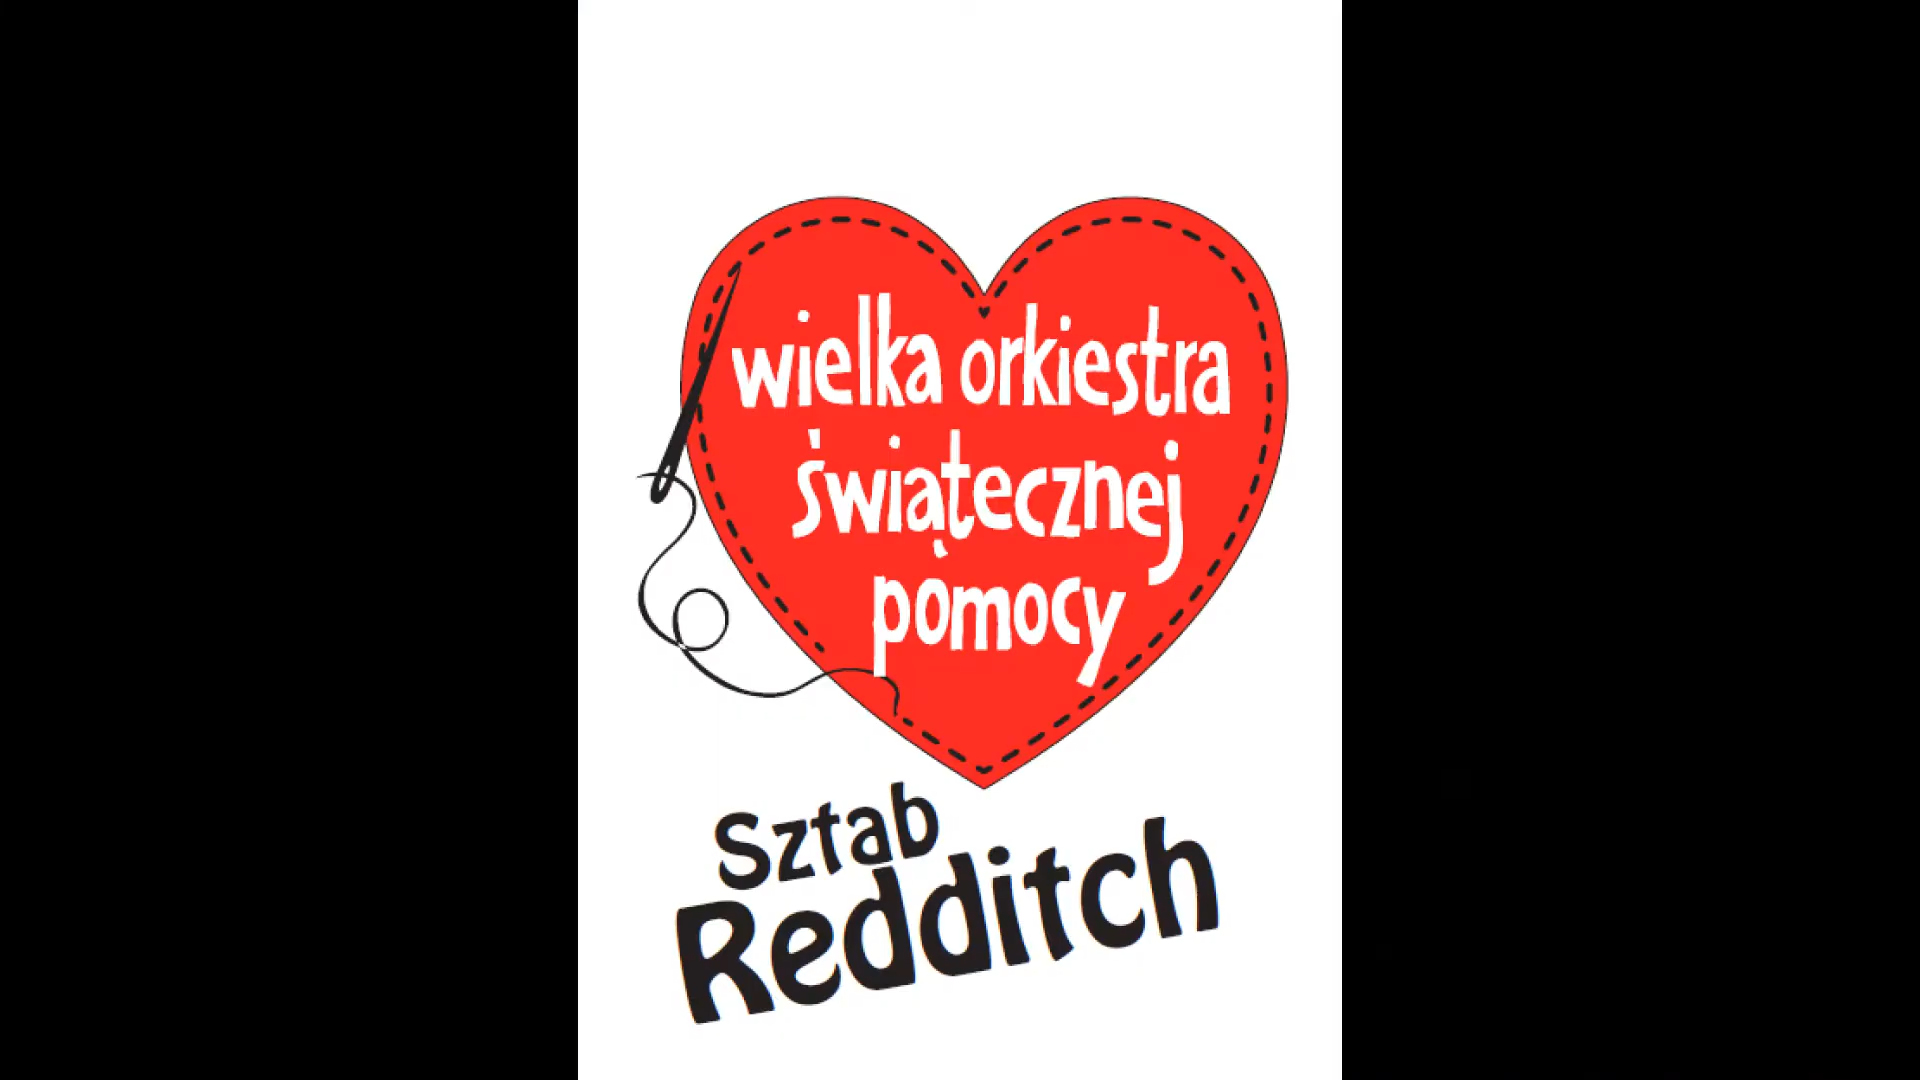 wielka orkiestra
świątecznej
pomocy
Sztab
Redditch